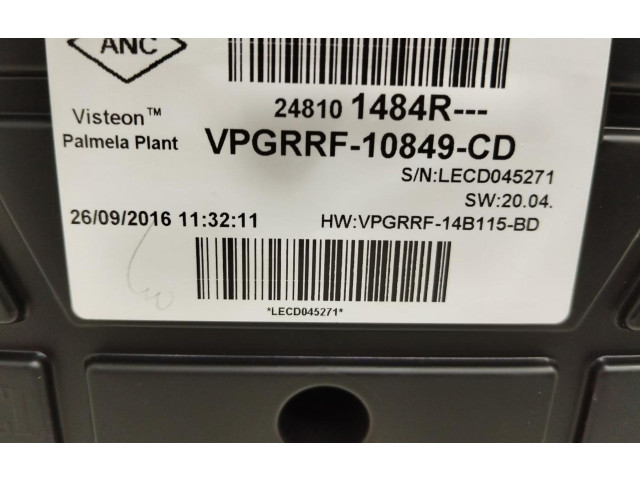 ANC
24810 1484R---
Visteon™
Palmela Plant
VPGRRF-10849-CD
S/N:LECD045271
SW:20.04.
26/09/2016 11:32:11
HW:VPGRRF-14B115-BD
*LECD045271*